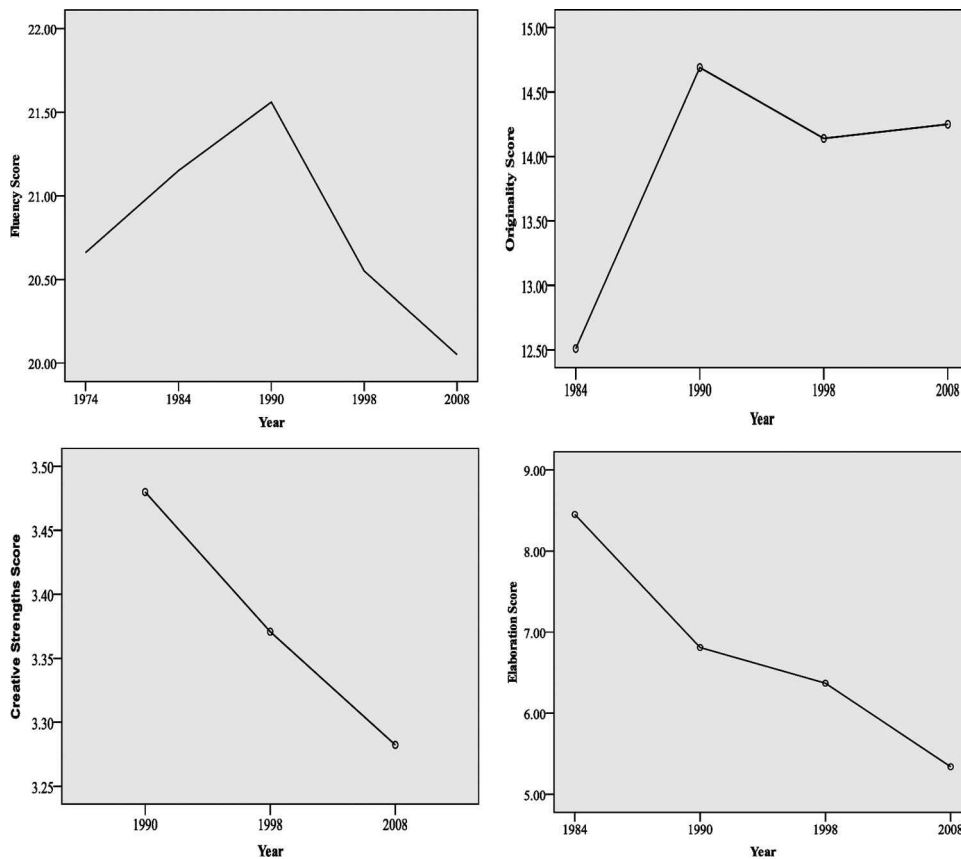 22.00
21.50
21.00
20.50
20.00
Fluency Score
1974 1984 1990 1998 2008
Year
15.00
14.50
14.00
13.50
13.00
12.50
Originality Score
1984 1990 1998 2008
Year
3.50
3.45
3.40
3.35
3.30
3.25
Creative Strengths Score
1990 1998 2008
Year
9.00
8.00
7.00
6.00
5.00
Elaboration Score
1984 1990 1998 2008
Year